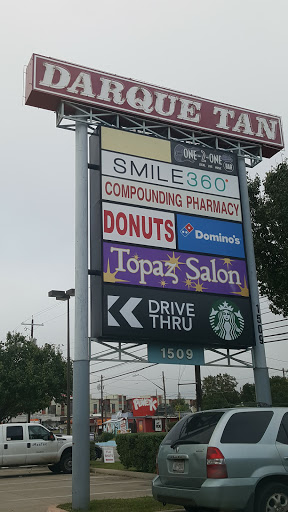 DARQUE TAN
ONE-2-ONE
SMILE360°
COMPOUNDING PHARMACY
DONUTS
Domino's
Topaz Salon
DRIVE
THRU
1509